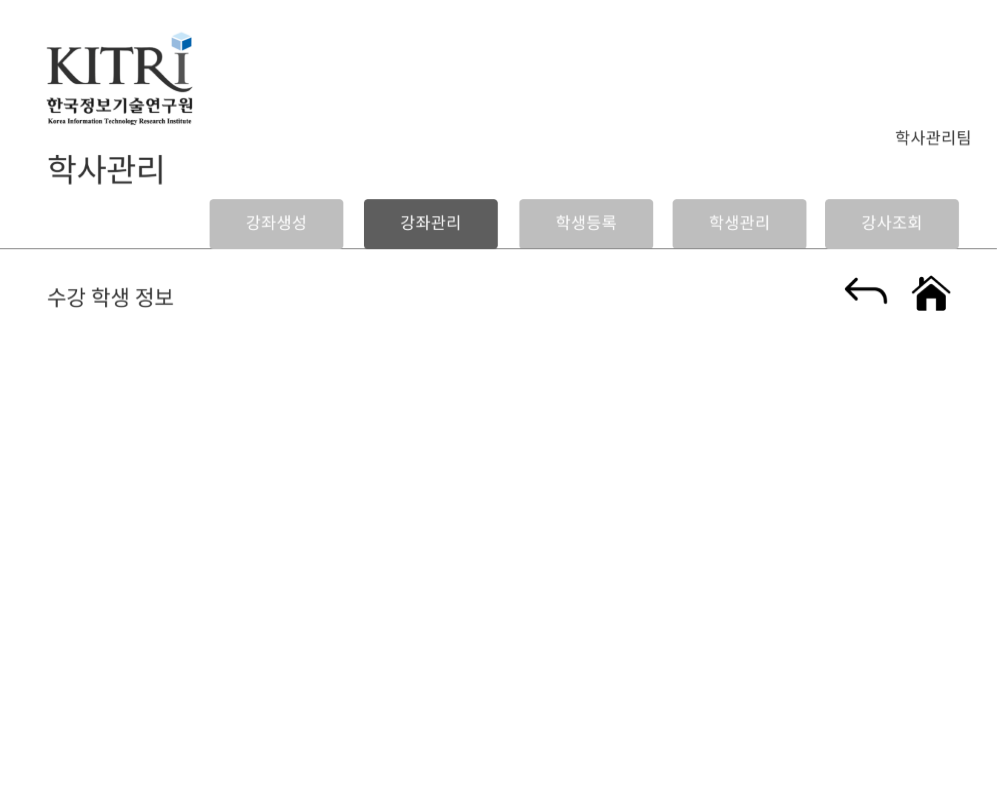 KITRI
한국정보기술연구원
Korea Information Technology Research Institute
학사관리팀
학사관리
강좌생성 강좌관리 학생등록 학생관리 강사조회
수강 학생 정보